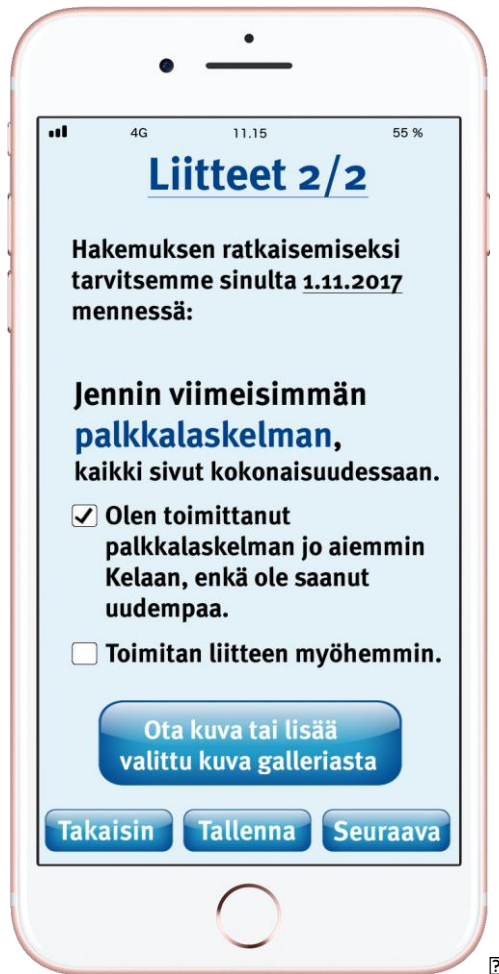 4G 11.15 55 %
Liitteet 2/2
Hakemuksen ratkaisemiseksi
tarvitsemme sinulta 1.11.2017
mennessä:
Jennin viimeisimmän
palkkalaskelman,
kaikki sivut kokonaisuudessaan.
Olen toimittanut
palkkalaskelman jo aiemmin
Kelaan, enkä ole saanut
uudempaa.
Toimitan liitteen myöhemmin.
Ota kuva tai lisää
valittu kuva galleriasta
Takaisin Tallenna Seuraava